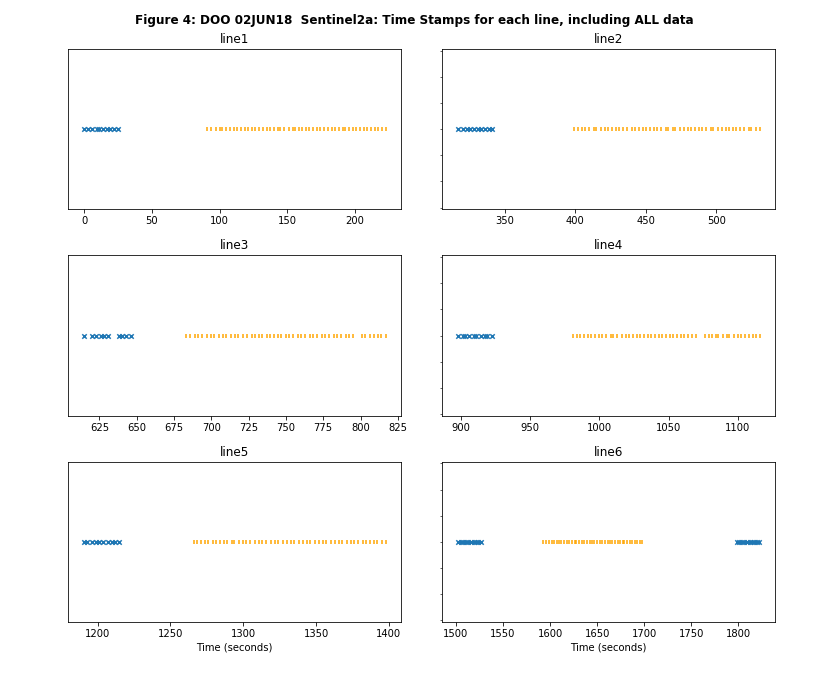 Figure 4: DOO 02JUN18  Sentinel2a: Time Stamps for each line, including ALL data
line1
line2
0 50 100 150 200
350 400 450 500
line3
line4
625 650 675 700 725 750 775 800 825
900 950 1000 1050 1100
line5
line6
1200 1250 1300 1350 1400
1500 1550 1600 1650 1700 1750 1800
Time (seconds)
Time (seconds)